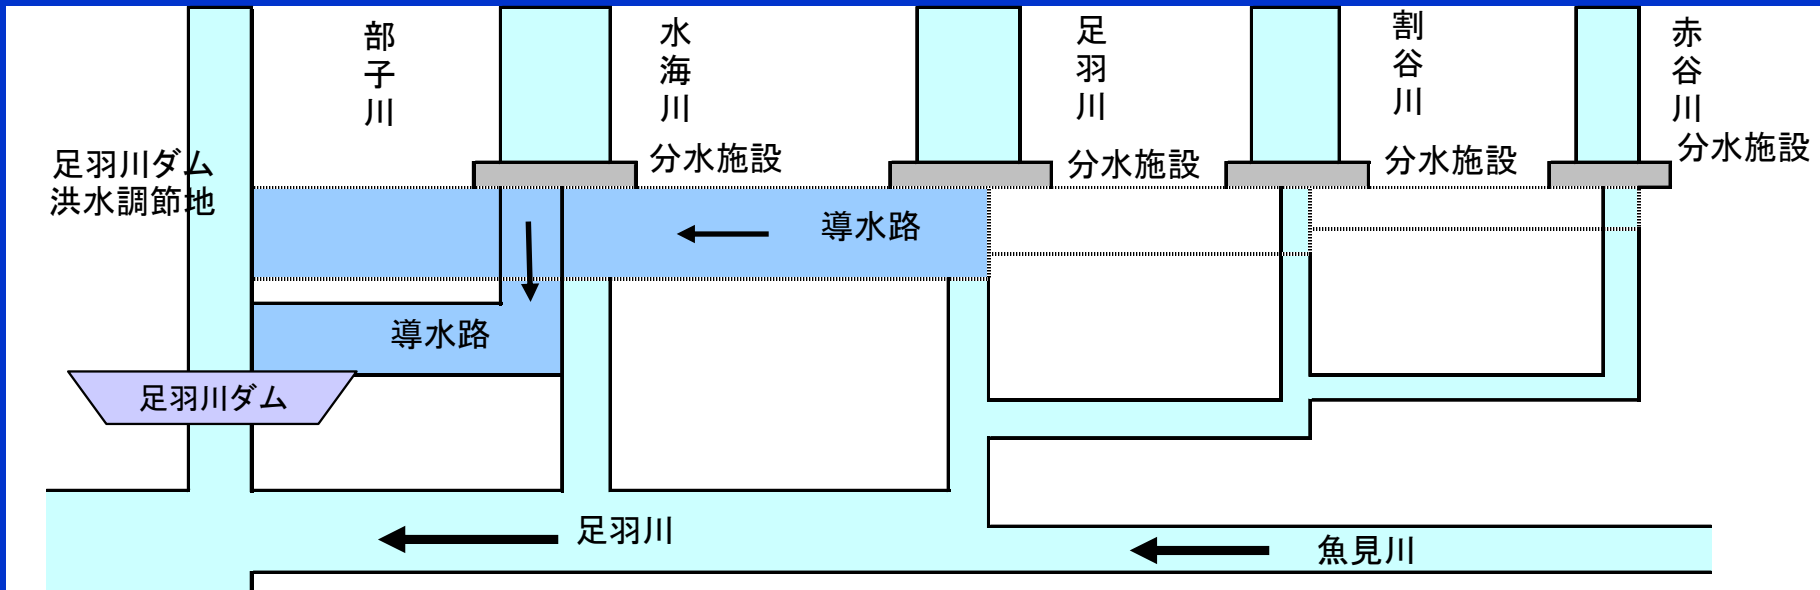 部子川
水海川
足羽川
割谷川
赤谷川
足羽川ダム
洪水調節地
分水施設
分水施設
分水施設
分水施設
導水路
導水路
足羽川ダム
足羽川
魚見川